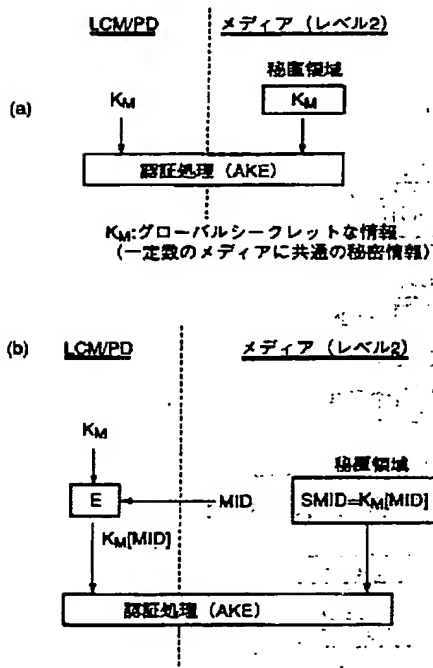 LCM/PD メディア（レベル2）
(a)
秘匿領域
KM KM
認証処理（AKE）
KM:グローバルシークレットな情報
（一定数のメディアに共通の秘密情報）
(b)
LCM/PD メディア（レベル2）
KM
秘匿領域
E MID SMID=KM[MID]
KM[MID]
認証処理（AKE）